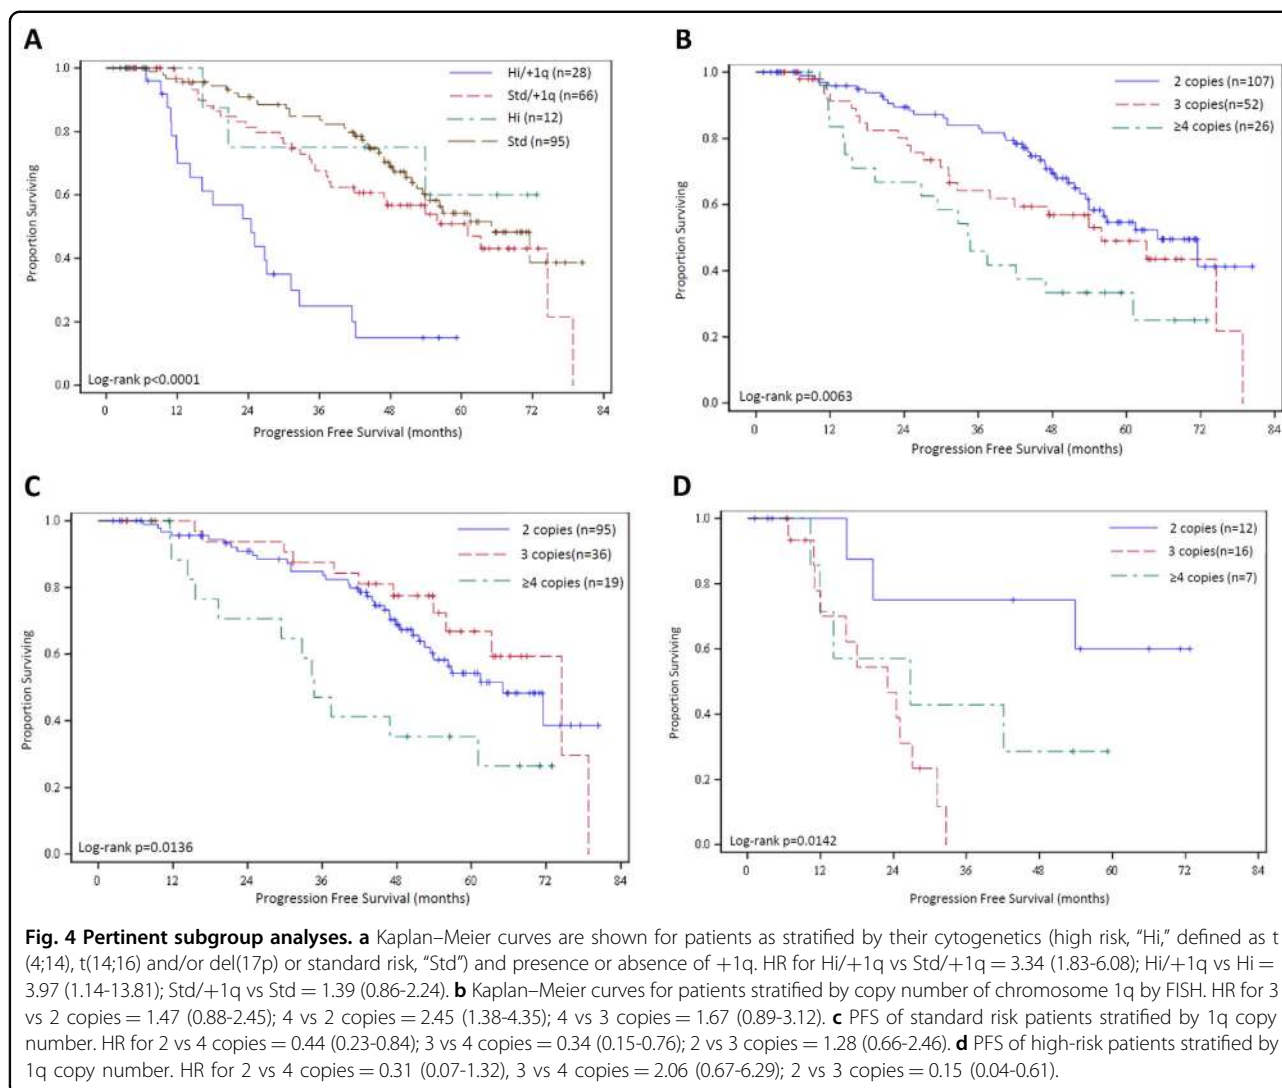 A
1.0
0.8
0.6
0.4
0.2
0.0
Proportion Surviving
Hi/+1q (n=28)
Std/+1q (n=66)
Hi (n=12)
Std (n=95)
Log-rank p<0.0001
0 12 24 36 48 60 72 84
Progression Free Survival (months)
B
1.0
0.8
0.6
0.4
0.2
0.0
Proportion Surviving
2 copies (n=107)
3 copies(n=52)
≥4 copies (n=26)
Log-rank p=0.0063
0 12 24 36 48 60 72 84
Progression Free Survival (months)
C
1.0
0.8
0.6
0.4
0.2
0.0
Proportion Surviving
2 copies (n=95)
3 copies(n=36)
≥4 copies (n=19)
Log-rank p=0.0136
0 12 24 36 48 60 72 84
Progression Free Survival (months)
D
1.0
0.8
0.6
0.4
0.2
0.0
Proportion Surviving
2 copies (n=12)
3 copies(n=16)
≥4 copies (n=7)
Log-rank p=0.0142
0 12 24 36 48 60 72 84
Progression Free Survival (months)
Fig. 4 Pertinent subgroup analyses. a Kaplan–Meier curves are shown for patients as stratified by their cytogenetics (high risk, “Hi,” defined as t
(4;14), t(14;16) and/or del(17p) or standard risk, “Std”) and presence or absence of +1q. HR for Hi/+1q vs Std/+1q = 3.34 (1.83-6.08); Hi/+1q vs Hi =
3.97 (1.14-13.81); Std/+1q vs Std = 1.39 (0.86-2.24). b Kaplan–Meier curves for patients stratified by copy number of chromosome 1q by FISH. HR for 3
vs 2 copies = 1.47 (0.88-2.45); 4 vs 2 copies = 2.45 (1.38-4.35); 4 vs 3 copies = 1.67 (0.89-3.12). c PFS of standard risk patients stratified by 1q copy
number. HR for 2 vs 4 copies = 0.44 (0.23-0.84); 3 vs 4 copies = 0.34 (0.15-0.76); 2 vs 3 copies = 1.28 (0.66-2.46). d PFS of high-risk patients stratified by
1q copy number. HR for 2 vs 4 copies = 0.31 (0.07-1.32), 3 vs 4 copies = 2.06 (0.67-6.29); 2 vs 3 copies = 0.15 (0.04-0.61).